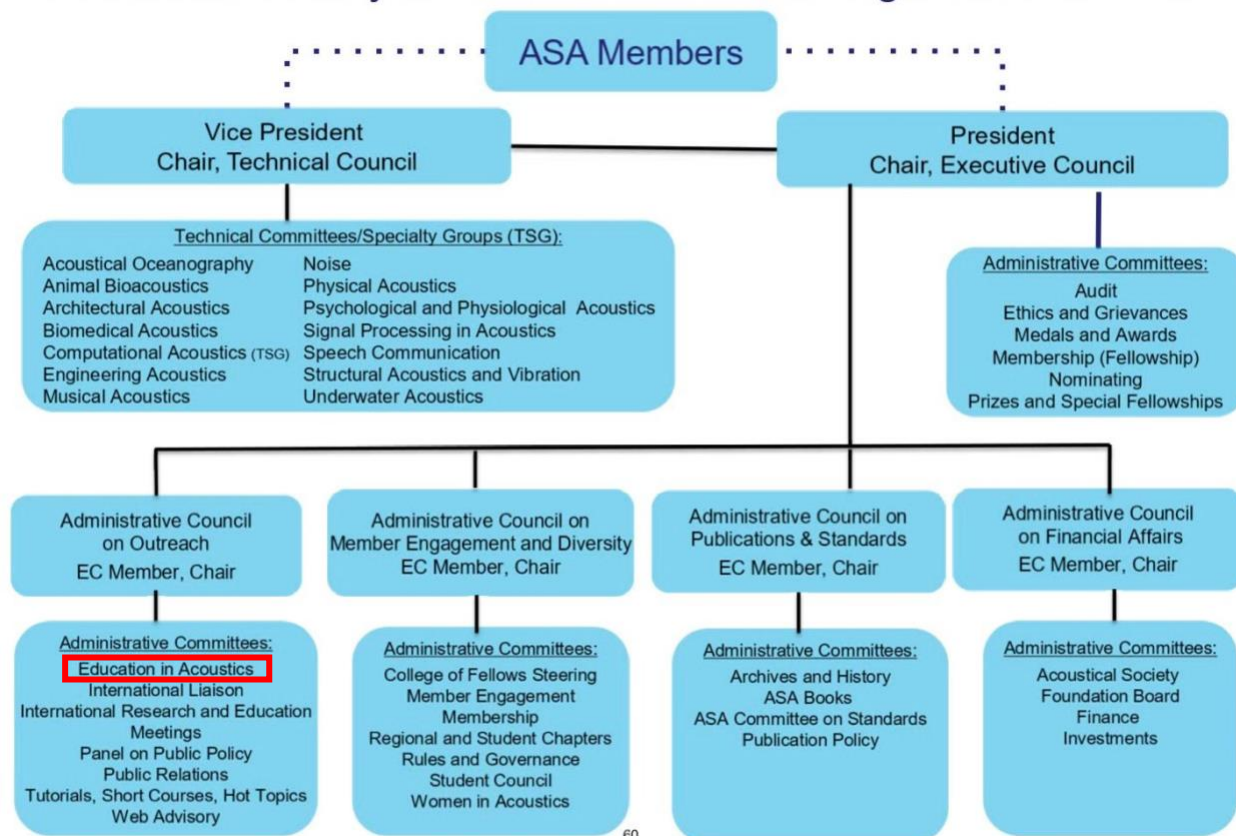 ASA Members
Vice President
Chair, Technical Council
President
Chair, Executive Council
Technical Committees/Specialty Groups (TSG):
Acoustical Oceanography
Animal Bioacoustics
Architectural Acoustics
Biomedical Acoustics
Computational Acoustics (TSG)
Engineering Acoustics
Musical Acoustics
Noise
Physical Acoustics
Psychological and Physiological Acoustics
Signal Processing in Acoustics
Speech Communication
Structural Acoustics and Vibration
Underwater Acoustics
Administrative Committees:
Audit
Ethics and Grievances
Medals and Awards
Membership (Fellowship)
Nominating
Prizes and Special Fellowships
Administrative Council
on Outreach
EC Member, Chair
Administrative Council on
Member Engagement and Diversity
EC Member, Chair
Administrative Council on
Publications & Standards
EC Member, Chair
Administrative Council
on Financial Affairs
EC Member, Chair
Administrative Committees:
Education in Acoustics
International Liaison
International Research and Education
Meetings
Panel on Public Policy
Public Relations
Tutorials, Short Courses, Hot Topics
Web Advisory
Administrative Committees:
College of Fellows Steering
Member Engagement
Membership
Regional and Student Chapters
Rules and Governance
Student Council
Women in Acoustics
Administrative Committees:
Archives and History
ASA Books
ASA Committee on Standards
Publication Policy
Administrative Committees:
Acoustical Society
Foundation Board
Finance
Investments
60